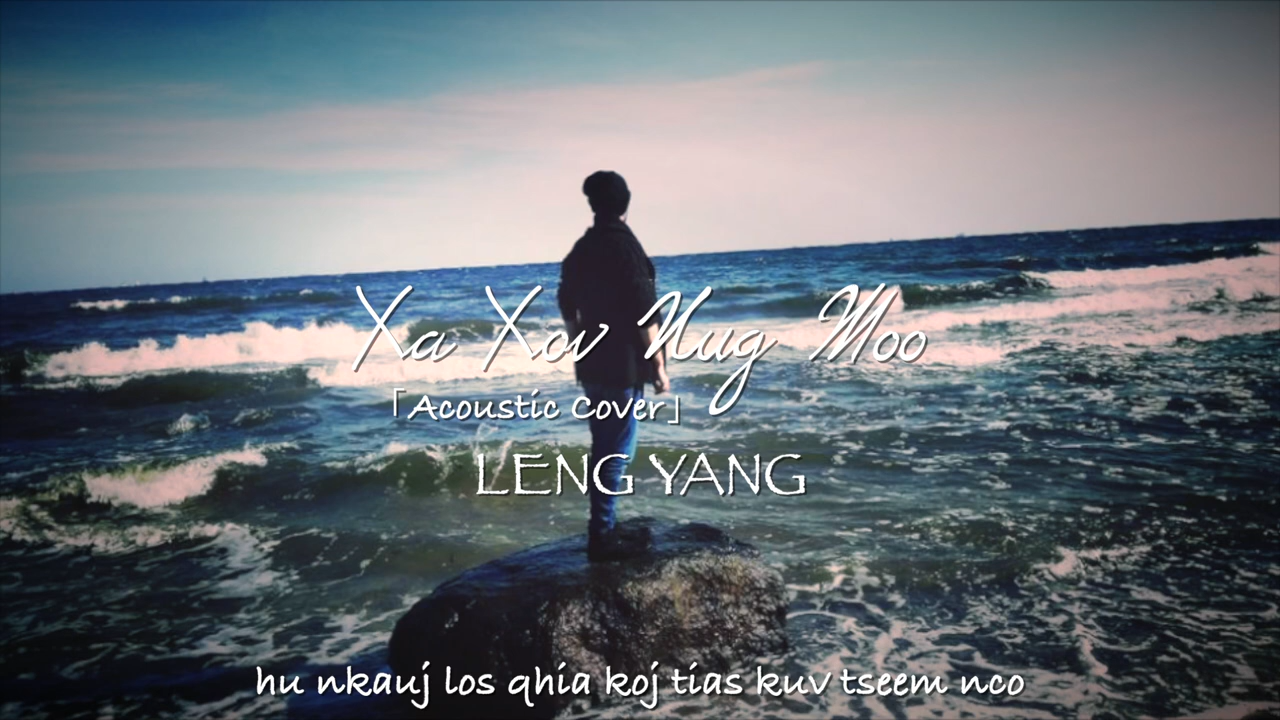 Xa Xov Nug Moo
「Acoustic Cover」
LENG YANG
hu nkauj los qhia koj tias kuv tseem nco